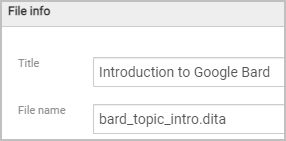 File info
Title
Introduction to Google Bard
File name
bard_topic_intro.dita